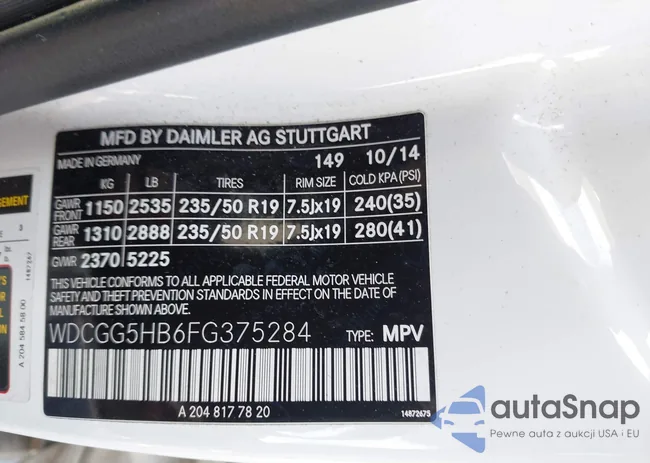 MFD BY DAIMLER AG STUTTGART
MADE IN GERMANY 149 10/14
KG LB TIRES RIM SIZE COLD KPA (PSI)
GAWR FRONT 1150 2535 235/50 R19 7.5Jx19 240(35)
GAWR REAR 1310 2888 235/50 R19 7.5Jx19 280(41)
GVWR 2370 5225
THIS VEHICLE CONFORMS TO ALL APPLICABLE FEDERAL MOTOR VEHICLE
SAFETY AND THEFT PREVENTION STANDARDS IN EFFECT ON THE DATE
OF MANUFACTURE SHOWN ABOVE.
WDCGG5HB6FG375284 TYPE: MPV
A 204 817 78 20
14872675
A 204 584 58 00
autaSnap
Pewne auta z aukcji USA i EU